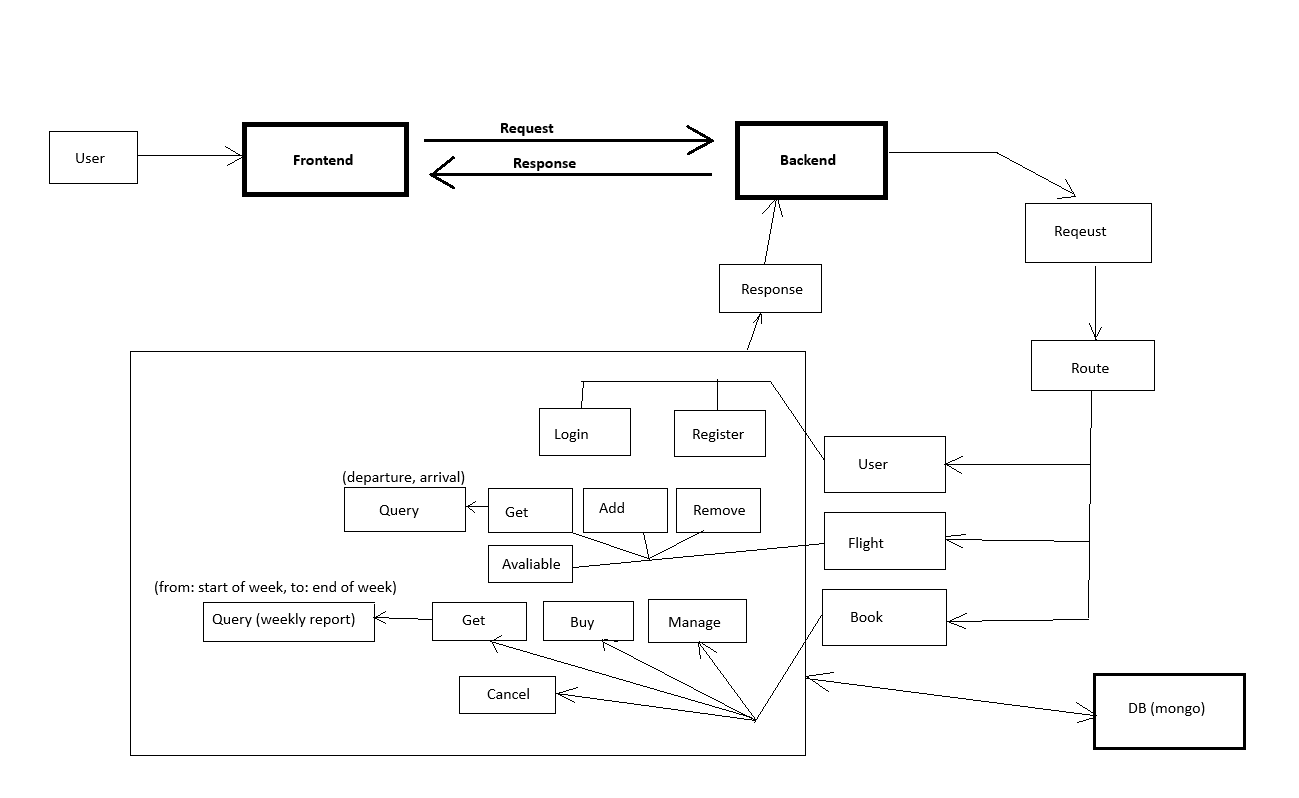 Request
User
Frontend
Response
Backend
Reqeust
Response
Route
Login
Register
User
(departure, arrival)
Query
Get
Add
Remove
Flight
Avaliable
(from: start of week, to: end of week)
Query (weekly report)
Get
Buy
Manage
Book
Cancel
DB (mongo)